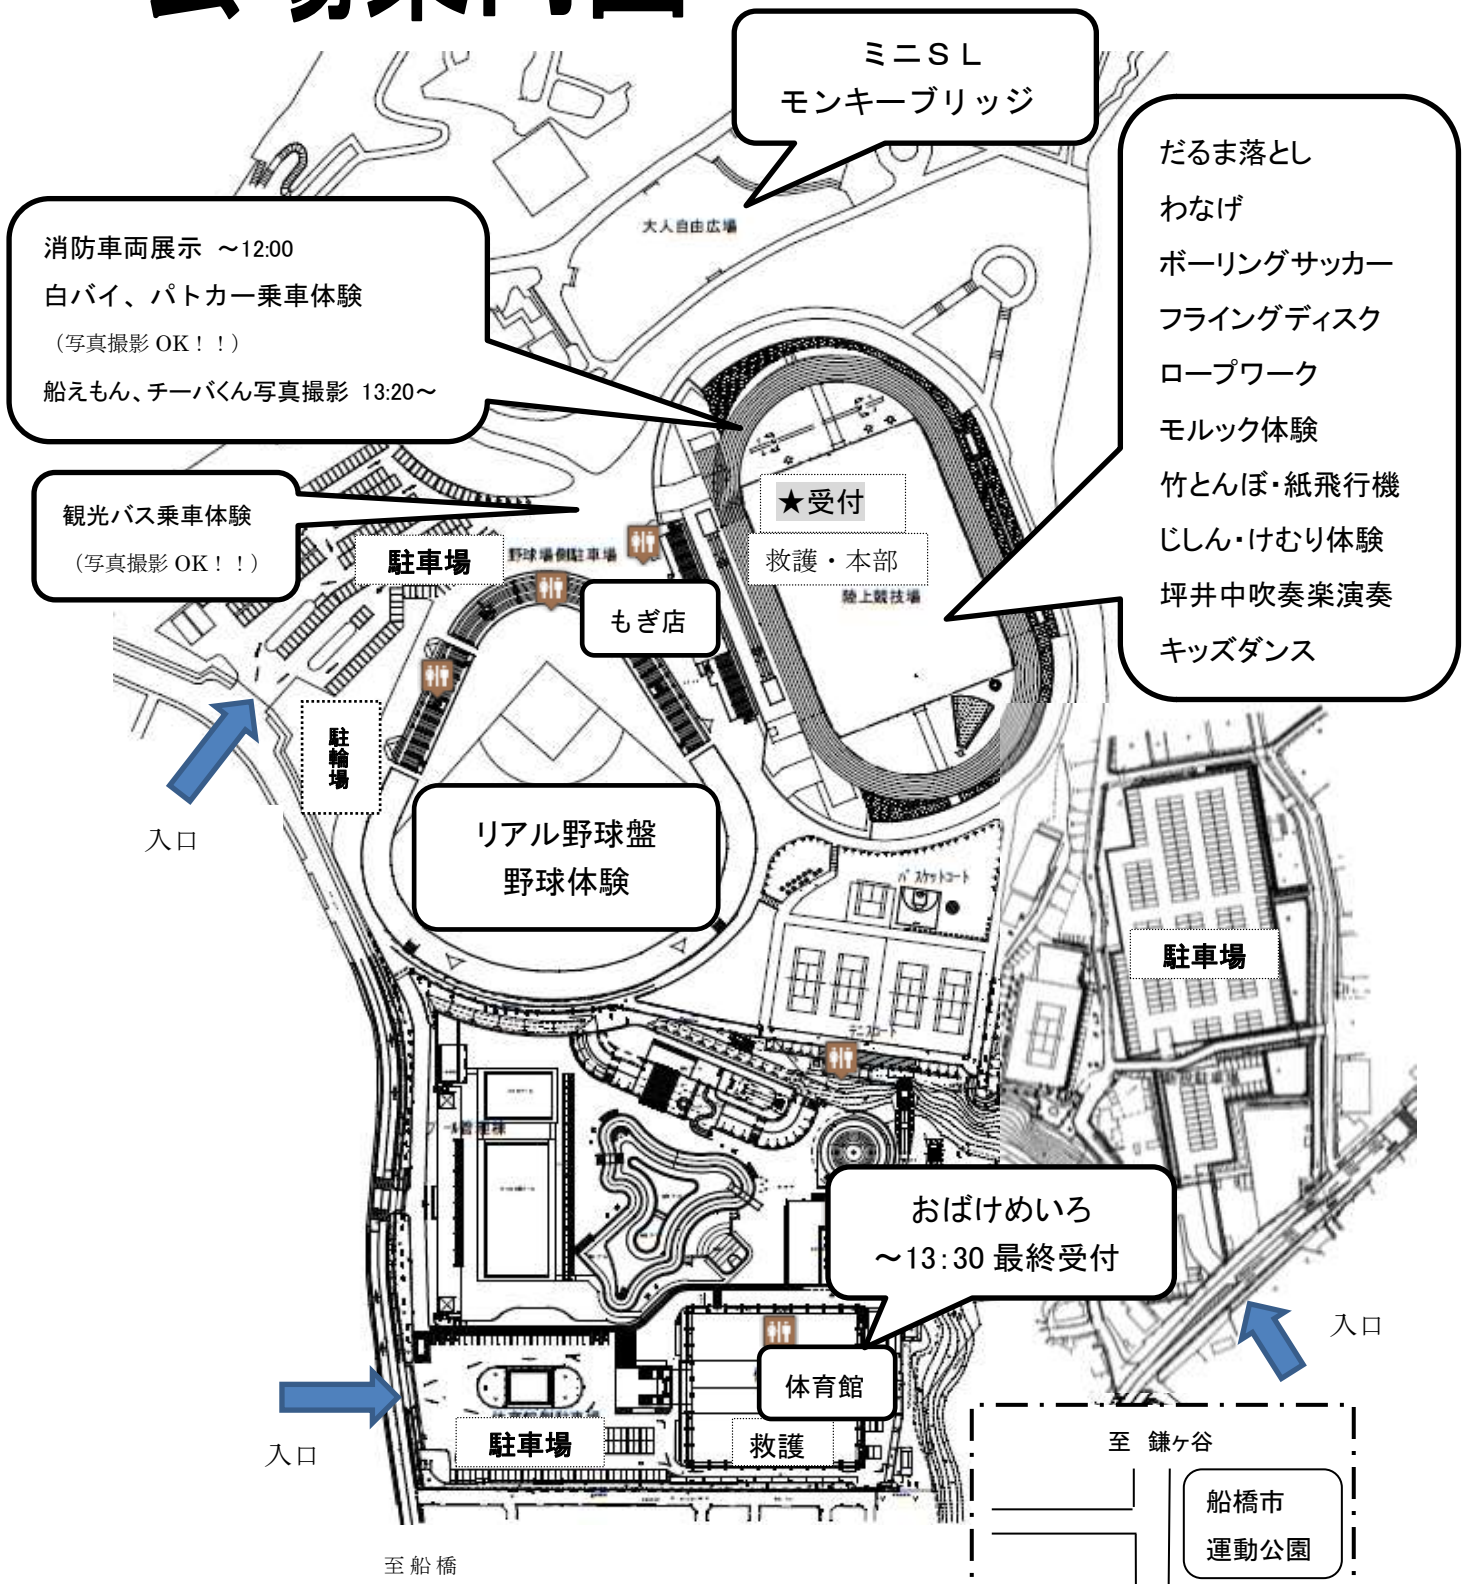 会場案内図
ミニＳＬ
モンキーブリッジ
だるま落とし
わなげ
ボーリングサッカー
フライングディスク
ロープワーク
モルック体験
竹とんぼ・紙飛行機
じしん・けむり体験
坪井中吹奏楽演奏
キッズダンス
大人自由広場
消防車両展示 ～12:00
白バイ、パトカー乗車体験
（写真撮影 OK！！）
船えもん、チーバくん写真撮影 13:20～
観光バス乗車体験
（写真撮影 OK！！）
駐車場
野球場側駐車場
★受付
救護・本部
陸上競技場
もぎ店
駐輪場
入口
リアル野球盤
野球体験
バスケットコート
駐車場
テニスコート
プール管理棟
おばけめいろ
～13:30 最終受付
入口
体育館
駐車場
救護
入口
至 鎌ヶ谷
船橋市
運動公園
至船橋